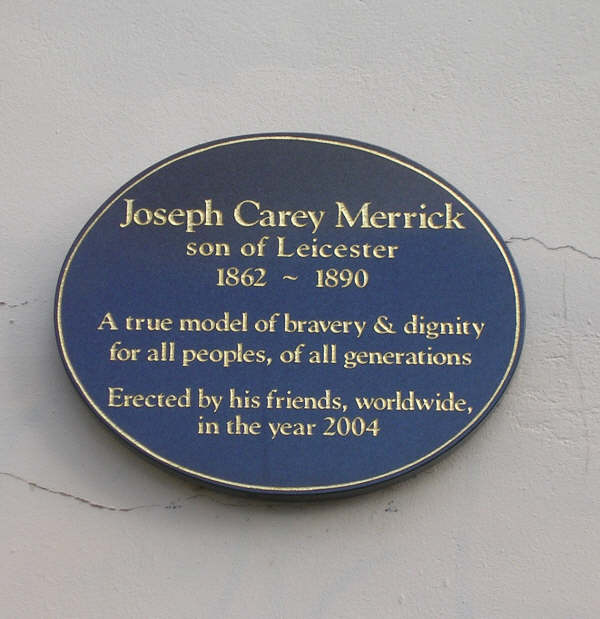 Joseph Carey Merrick
son of Leicester
1862 ~ 1890
A true model of bravery & dignity
for all peoples, of all generations
Erected by his friends, worldwide,
in the year 2004